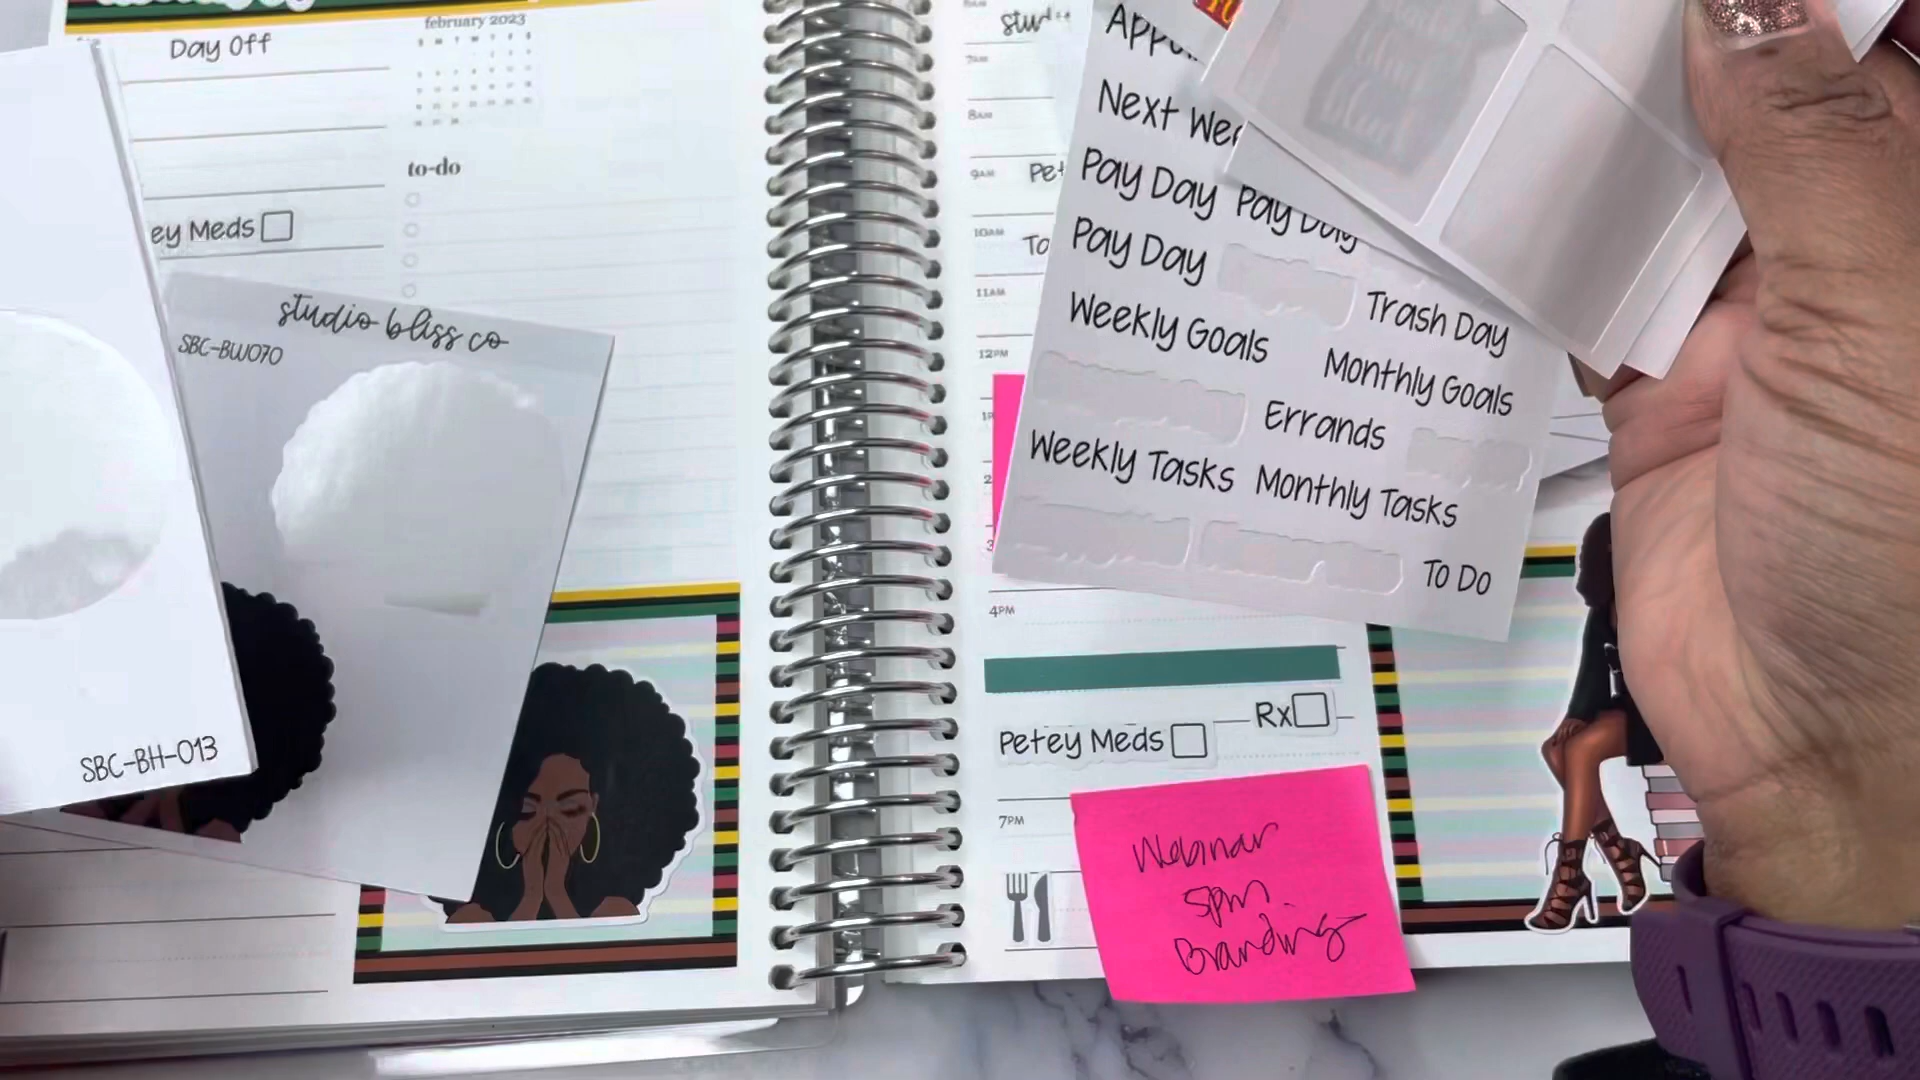 february 2023
S M T W T F S
Day Off
to-do
ey Meds
studio bliss co
SBC-BW070
SBC-BH-013
7AM
8AM
9AM
10AM
To
11AM
12PM
4PM
Petey Meds
Rx
7PM
Next Wee
Pay Day Pay Day
Pay Day
Trash Day
Weekly Goals
Monthly Goals
Errands
Weekly Tasks Monthly Tasks
To Do
Webinar
5pm
Branding